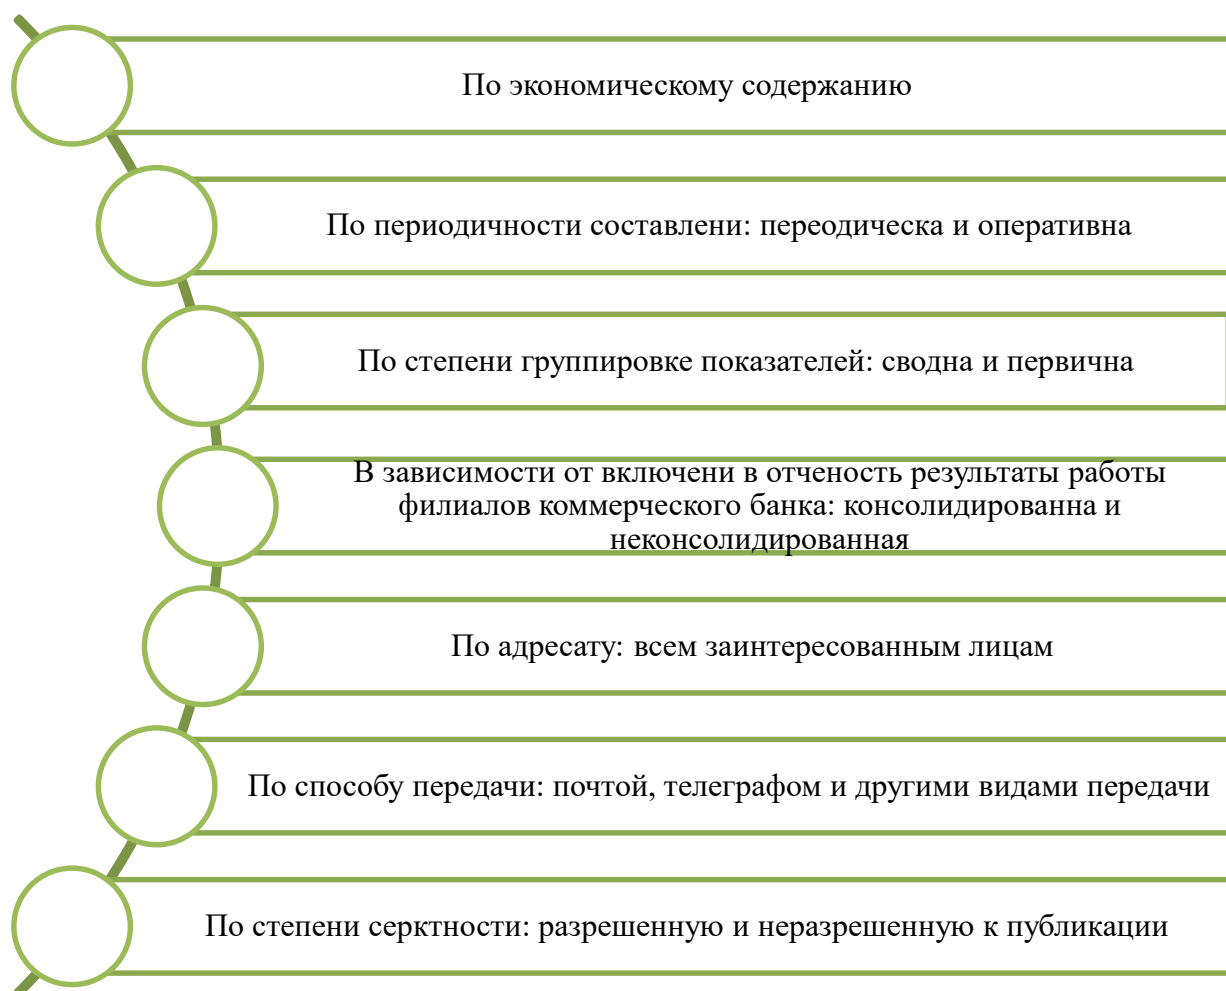 По экономическому содержанию
По периодичности составлени: переодическа и оперативна
По степени группировке показателей: сводна и первична
В зависимости от включени в отченость результаты работы
филиалов коммерческого банка: консолидированна и
неконсолидированная
По адресату: всем заинтересованным лицам
По способу передачи: почтой, телеграфом и другими видами передачи
По степени серктности: разрешенную и неразрешенную к публикации